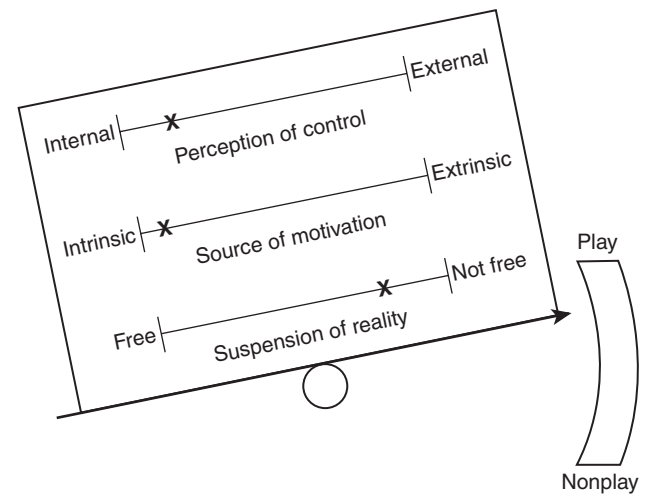 External
Internal
x
Perception of control
Extrinsic
Intrinsic
x
Source of motivation
Not free
Free
x
Suspension of reality
Play
Nonplay